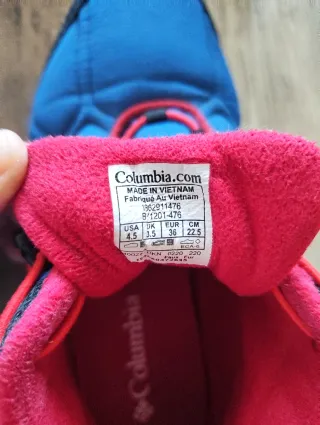 Columbia.com
MADE IN VIETNAM
Fabriqué Au Vietnam
1862911476
BY1201-476
USA UK EUR CM
4.5 3.5 36 22.5
Columbia